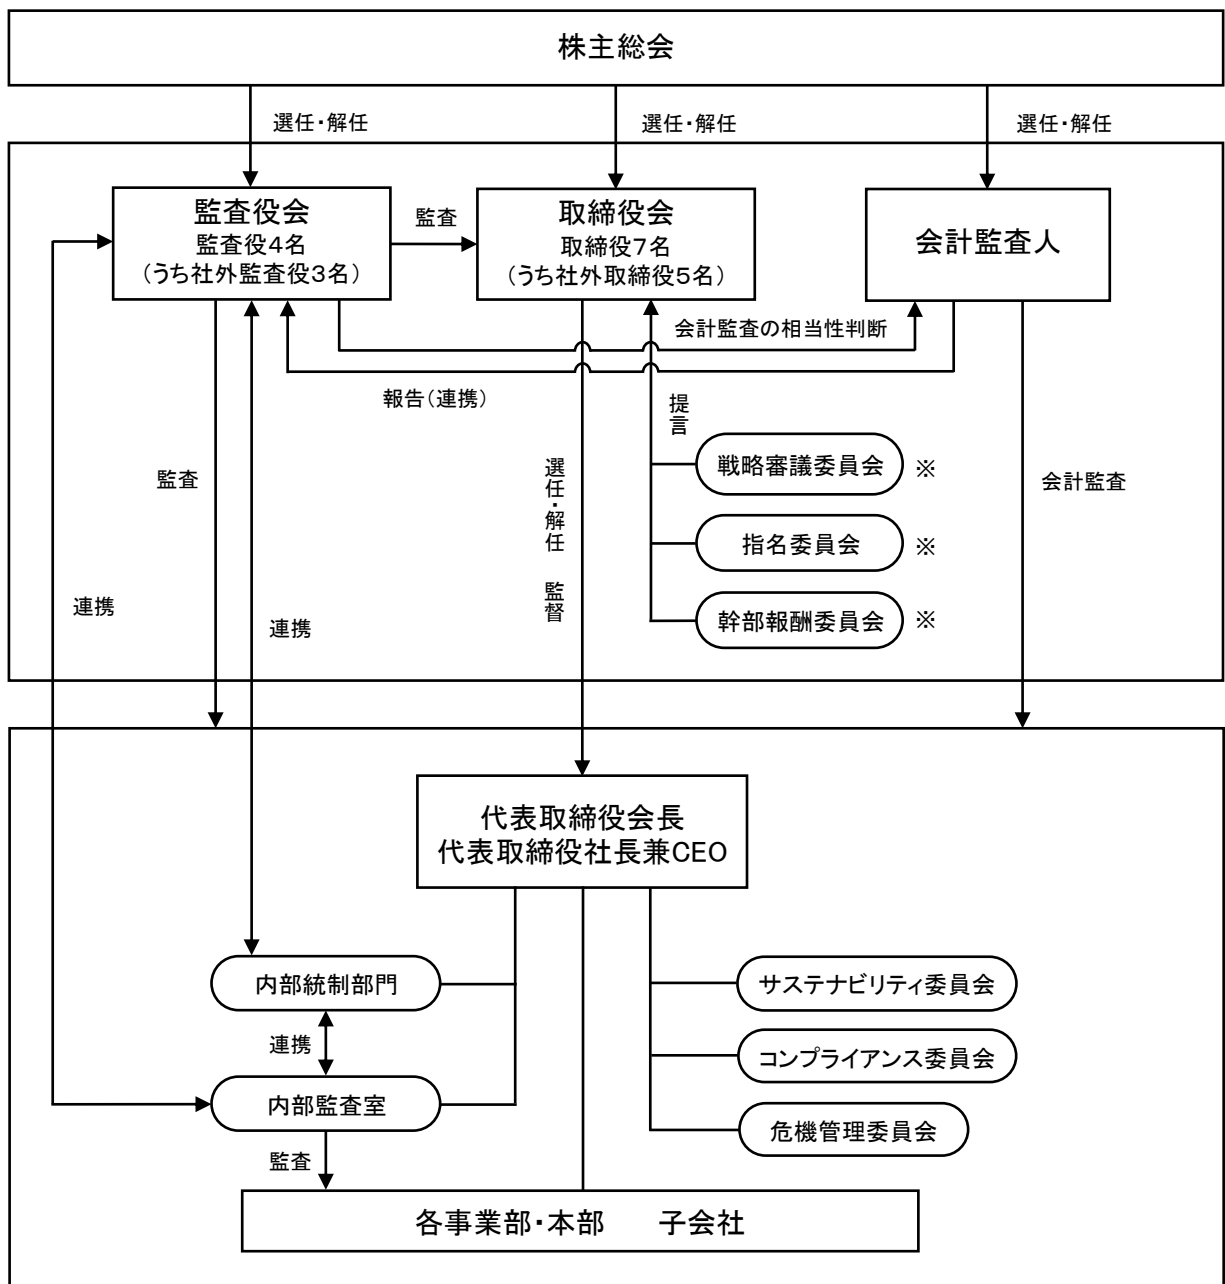 株主総会
選任・解任
選任・解任
選任・解任
監査役会
監査役4名
（うち社外監査役3名）
監査
取締役会
取締役7名
（うち社外取締役5名）
会計監査人
会計監査の相当性判断
報告（連携）
提言
戦略審議委員会 ※
指名委員会 ※
幹部報酬委員会 ※
監査
選任・解任 監督
会計監査
連携
連携
代表取締役会長
代表取締役社長兼CEO
内部統制部門
連携
内部監査室
監査
サステナビリティ委員会
コンプライアンス委員会
危機管理委員会
各事業部・本部 子会社